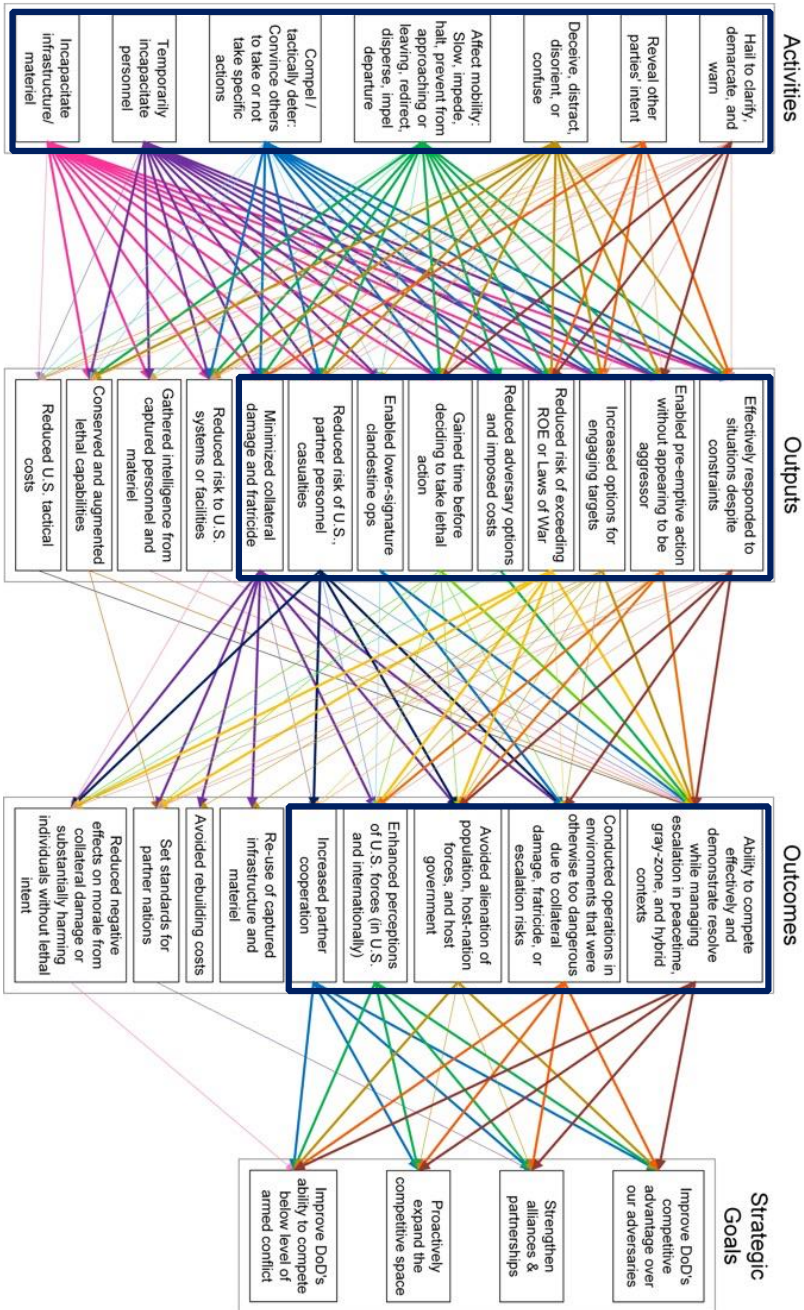 Activities
Hail to clarify,
demarcate, and
warn
Reveal other
parties' intent
Deceive, distract,
disorient, or
confuse
Affect mobility:
Slow, impede,
halt, prevent from
approaching or
leaving, redirect,
disperse, impel
departure
Compel /
tactically deter:
Convince others
to take or not
take specific
actions
Temporarily
incapacitate
personnel
Incapacitate
infrastructure/
materiel
Outputs
Effectively responded to
situations despite
constraints
Enabled pre-emptive action
without appearing to be
aggressor
Increased options for
engaging targets
Reduced risk of exceeding
ROE or Laws of War
Reduced adversary options
and imposed costs
Gained time before
deciding to take lethal
action
Enabled lower-signature
clandestine ops
Reduced risk of U.S.,
partner personnel
casualties
Minimized collateral
damage and fratricide
Reduced risk to U.S.
systems or facilities
Gathered intelligence from
captured personnel and
materiel
Conserved and augmented
lethal capabilities
Reduced U.S. tactical
costs
Outcomes
Ability to compete
effectively and
demonstrate resolve
while managing
escalation in peacetime,
gray-zone, and hybrid
contexts
Conducted operations in
environments that were
otherwise too dangerous
due to collateral
damage, fratricide, or
escalation risks
Avoided alienation of
population, host-nation
forces, and host
government
Enhanced perceptions
of U.S. forces (in U.S.
and internationally)
Increased partner
cooperation
Re-use of captured
infrastructure and
materiel
Avoided rebuilding costs
Set standards for
partner nations
Reduced negative
effects on morale from
collateral damage or
substantially harming
individuals without lethal
intent
Strategic
Goals
Improve DoD's
competitive
advantage over
our adversaries
Strengthen
alliances &
partnerships
Proactively
expand the
competitive space
Improve DoD's
ability to compete
below level of
armed conflict